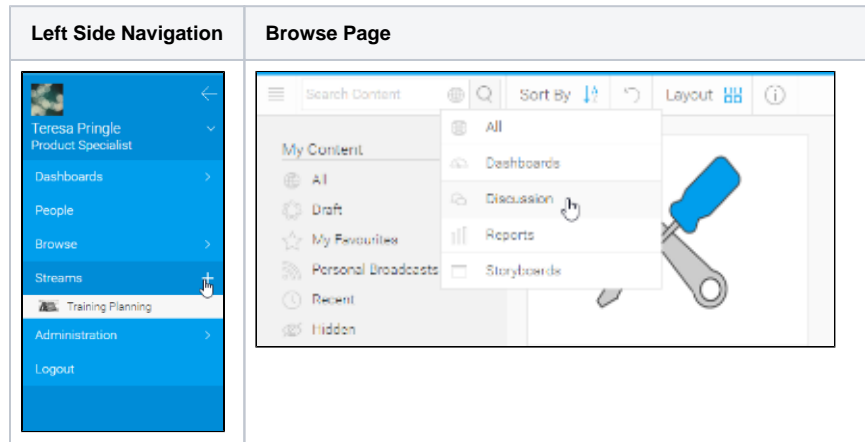 Left Side Navigation
Browse Page
Teresa Pringle
Product Specialist
Dashboards
People
Browse
Streams
Training Planning
Administration
Logout
Search Content
Sort By
Layout
All
Dashboards
Discussion
Reports
Storyboards
My Content
All
Draft
My Favourites
Personal Broadcasts
Recent
Hidden